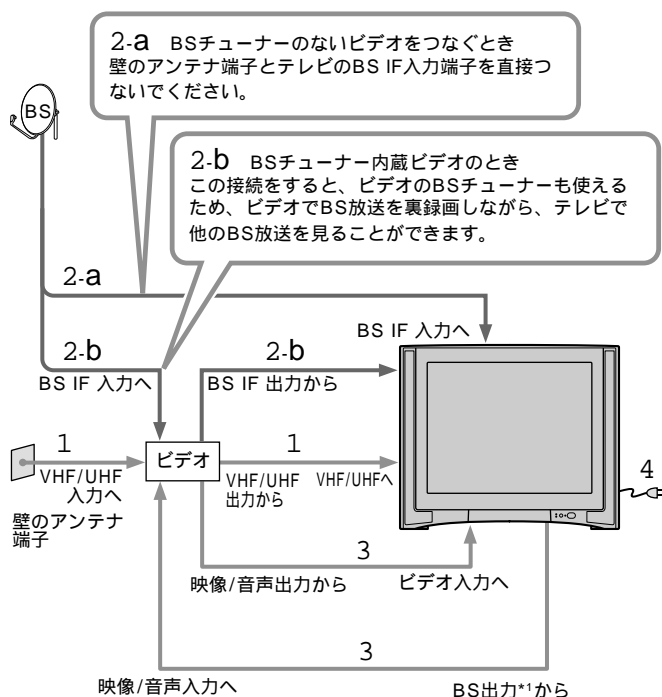 2-a BSチューナーのないビデオをつなぐとき
壁のアンテナ端子とテレビのBS IF入力端子を直接つ
ないでください。
BS
2-b BSチューナー内蔵ビデオのとき
この接続をすると、ビデオのBSチューナーも使える
ため、ビデオでBS放送を裏録画しながら、テレビで
他のBS放送を見ることができます。
2-a
BS IF 入力へ
2-b
BS IF 入力へ
2-b
BS IF 出力から
1
VHF/UHF
入力へ
壁のアンテナ
端子
ビデオ
1
VHF/UHF
出力から
VHF/UHFへ
4
3
映像/音声出力から
ビデオ入力へ
3
映像/音声入力へ
BS出力*1から